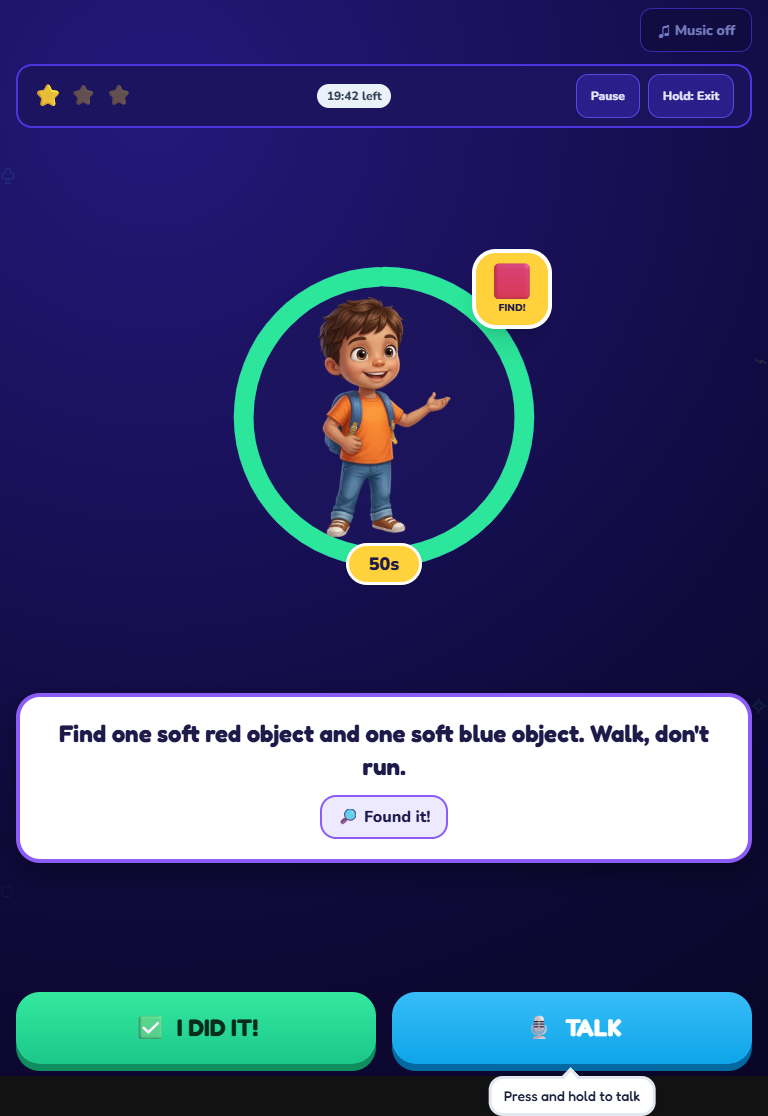 ♫ Music off
19:42 left
Pause
Hold: Exit
FIND!
50s
Find one soft red object and one soft blue object. Walk, don't
run.
Found it!
I DID IT!
TALK
Press and hold to talk